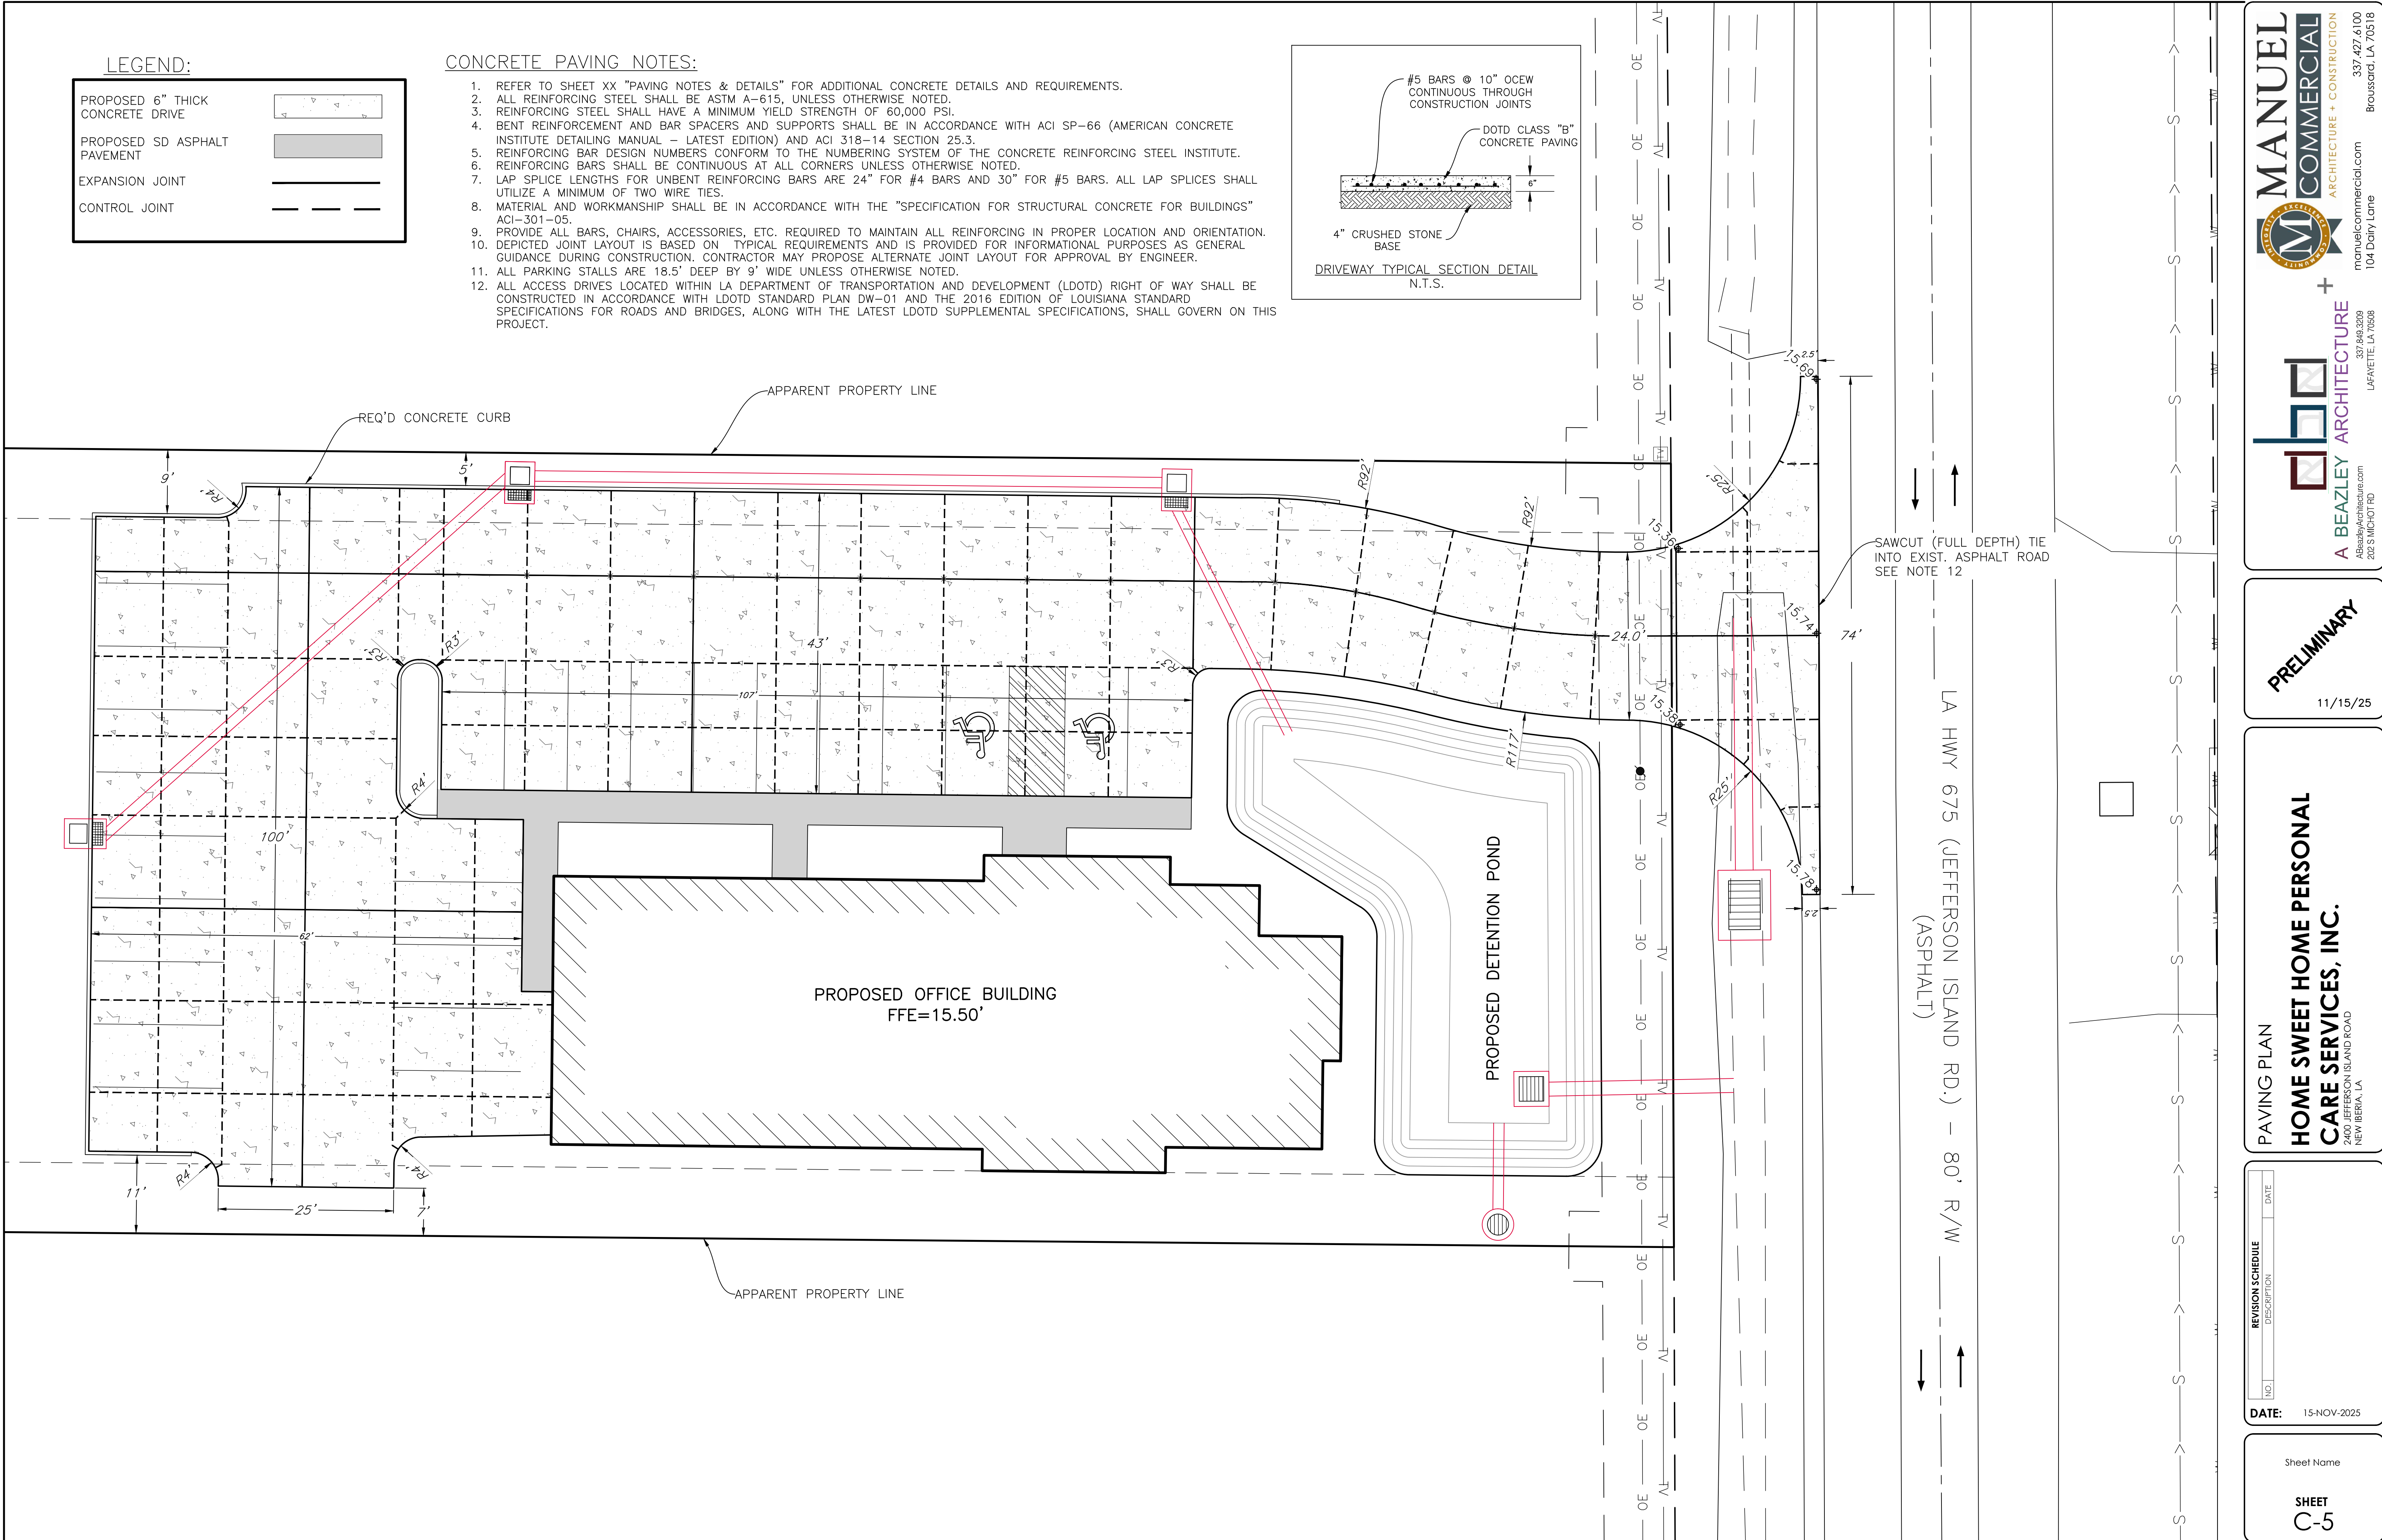 LEGEND:
PROPOSED 6" THICK
CONCRETE DRIVE
PROPOSED SD ASPHALT
PAVEMENT
EXPANSION JOINT
CONTROL JOINT
CONCRETE PAVING NOTES:
1. REFER TO SHEET XX "PAVING NOTES & DETAILS" FOR ADDITIONAL CONCRETE DETAILS AND REQUIREMENTS.
2. ALL REINFORCING STEEL SHALL BE ASTM A-615, UNLESS OTHERWISE NOTED.
3. REINFORCING STEEL SHALL HAVE A MINIMUM YIELD STRENGTH OF 60,000 PSI.
4. BENT REINFORCEMENT AND BAR SPACERS AND SUPPORTS SHALL BE IN ACCORDANCE WITH ACI SP-66 (AMERICAN CONCRETE
INSTITUTE DETAILING MANUAL - LATEST EDITION) AND ACI 318-14 SECTION 25.3.
5. REINFORCING BAR DESIGN NUMBERS CONFORM TO THE NUMBERING SYSTEM OF THE CONCRETE REINFORCING STEEL INSTITUTE.
6. REINFORCING BARS SHALL BE CONTINUOUS AT ALL CORNERS UNLESS OTHERWISE NOTED.
7. LAP SPLICE LENGTHS FOR UNBENT REINFORCING BARS ARE 24" FOR #4 BARS AND 30" FOR #5 BARS. ALL LAP SPLICES SHALL
UTILIZE A MINIMUM OF TWO WIRE TIES.
8. MATERIAL AND WORKMANSHIP SHALL BE IN ACCORDANCE WITH THE "SPECIFICATION FOR STRUCTURAL CONCRETE FOR BUILDINGS"
ACI-301-05.
9. PROVIDE ALL BARS, CHAIRS, ACCESSORIES, ETC. REQUIRED TO MAINTAIN ALL REINFORCING IN PROPER LOCATION AND ORIENTATION.
10. DEPICTED JOINT LAYOUT IS BASED ON TYPICAL REQUIREMENTS AND IS PROVIDED FOR INFORMATIONAL PURPOSES AS GENERAL
GUIDANCE DURING CONSTRUCTION. CONTRACTOR MAY PROPOSE ALTERNATE JOINT LAYOUT FOR APPROVAL BY ENGINEER.
11. ALL PARKING STALLS ARE 18.5' DEEP BY 9' WIDE UNLESS OTHERWISE NOTED.
12. ALL ACCESS DRIVES LOCATED WITHIN LA DEPARTMENT OF TRANSPORTATION AND DEVELOPMENT (LDOTD) RIGHT OF WAY SHALL BE
CONSTRUCTED IN ACCORDANCE WITH LDOTD STANDARD PLAN DW-01 AND THE 2016 EDITION OF LOUISIANA STANDARD
SPECIFICATIONS FOR ROADS AND BRIDGES, ALONG WITH THE LATEST LDOTD SUPPLEMENTAL SPECIFICATIONS, SHALL GOVERN ON THIS
PROJECT.
#5 BARS @ 10" OCEW
CONTINUOUS THROUGH
CONSTRUCTION JOINTS
DOTD CLASS "B"
CONCRETE PAVING
6"
4" CRUSHED STONE
BASE
DRIVEWAY TYPICAL SECTION DETAIL
N.T.S.
APPARENT PROPERTY LINE
REQ'D CONCRETE CURB
9'
5'
R4'
R92'
R92'
R25'
2.5'
15.69
15.36
SAWCUT (FULL DEPTH) TIE
INTO EXIST. ASPHALT ROAD
SEE NOTE 12
15.74
74'
24.0'
43'
R3'
R3'
R3'
107'
15.38
R117'
R25'
R4'
100'
15.78
2.5
62'
PROPOSED OFFICE BUILDING
FFE=15.50'
PROPOSED DETENTION POND
LA HWY 675 (JEFFERSON ISLAND RD.) - 80' R/W
(ASPHALT)
R4'
R4'
11'
25'
7'
APPARENT PROPERTY LINE
OE
TV
S
W
MANUEL
COMMERCIAL
ARCHITECTURE + CONSTRUCTION
INTEGRITY · EXCELLENCE · COMMUNITY
M
337.427.6100
Broussard, LA 70518
manuelcommercial.com
104 Dairy Lane
+
A BEAZLEY ARCHITECTURE
ABeazleyArchitecture.com
337.849.3209
202 S MICHOT RD
LAFAYETTE, LA 70508
PRELIMINARY
11/15/25
PAVING PLAN
HOME SWEET HOME PERSONAL
CARE SERVICES, INC.
2400 JEFFERSON ISLAND ROAD
NEW IBERIA, LA
REVISION SCHEDULE
NO. DESCRIPTION DATE
DATE: 15-NOV-2025
Sheet Name
SHEET
C-5